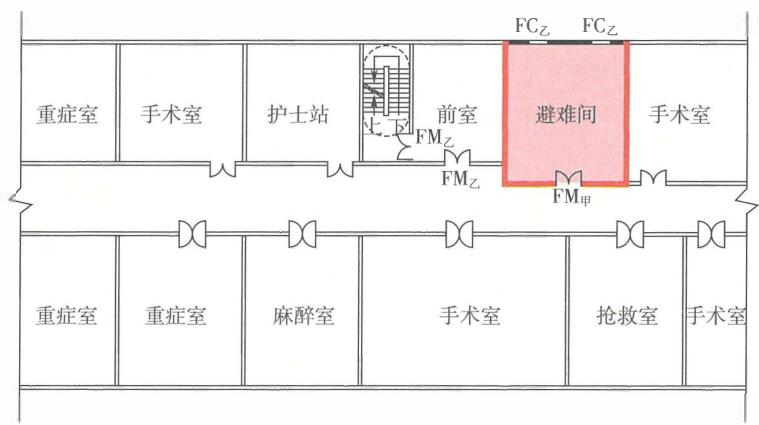 FC乙 FC乙
重症室 手术室 护士站 前室 避难间 手术室
上 下
FM乙
FM乙
FM甲
重症室 重症室 麻醉室 手术室 抢救室 手术室